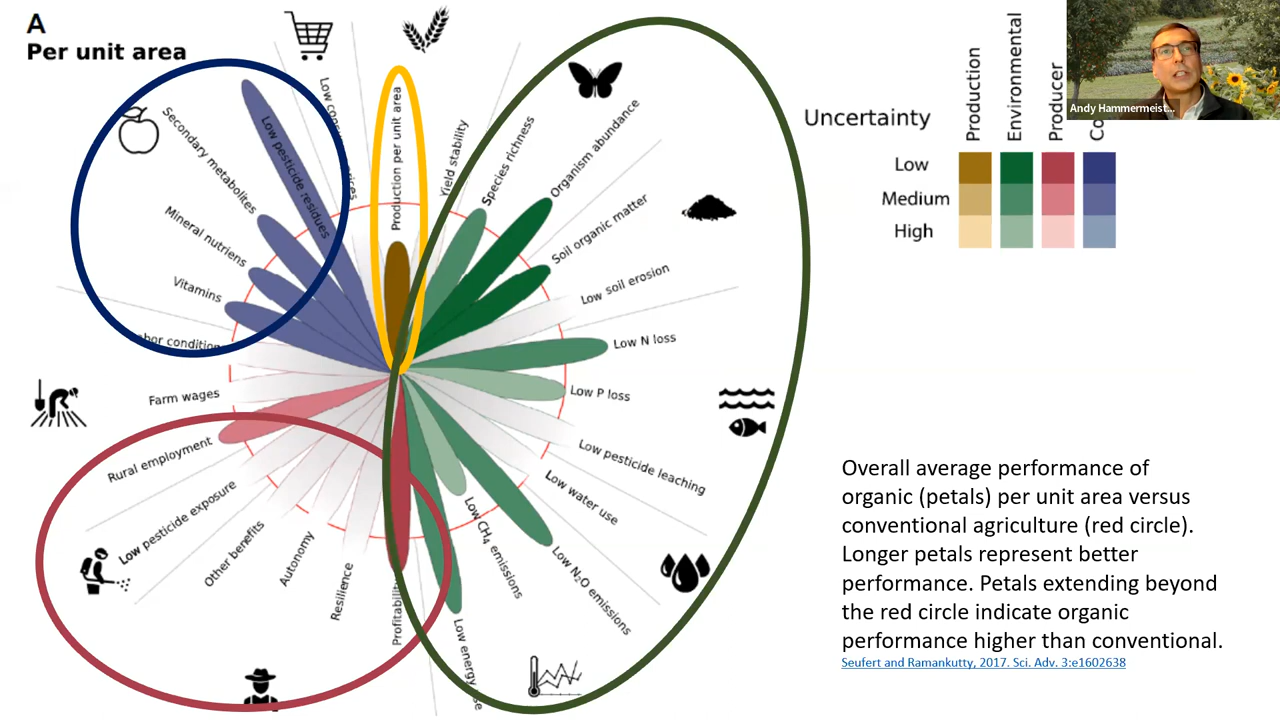 A
Per unit area
Low pesticide residues
Secondary metabolites
Mineral nutriens
Vitamins
Farm wages
Rural employment
Low pesticide exposure
Other benefits
Autonomy
Resilience
Profitability
Production per unit area
Yield stability
Species richness
Organism abundance
Soil organic matter
Low soil erosion
Low N loss
Low P loss
Low pesticide leaching
Low water use
Low N₂O emissions
Low CH₄ emissions
Low energy
Uncertainty
Production
Environmental
Producer
Co
Low
Medium
High
Andy Hammermeist...
Overall average performance of
organic (petals) per unit area versus
conventional agriculture (red circle).
Longer petals represent better
performance. Petals extending beyond
the red circle indicate organic
performance higher than conventional.
Seufert and Ramankutty, 2017. Sci. Adv. 3:e1602638